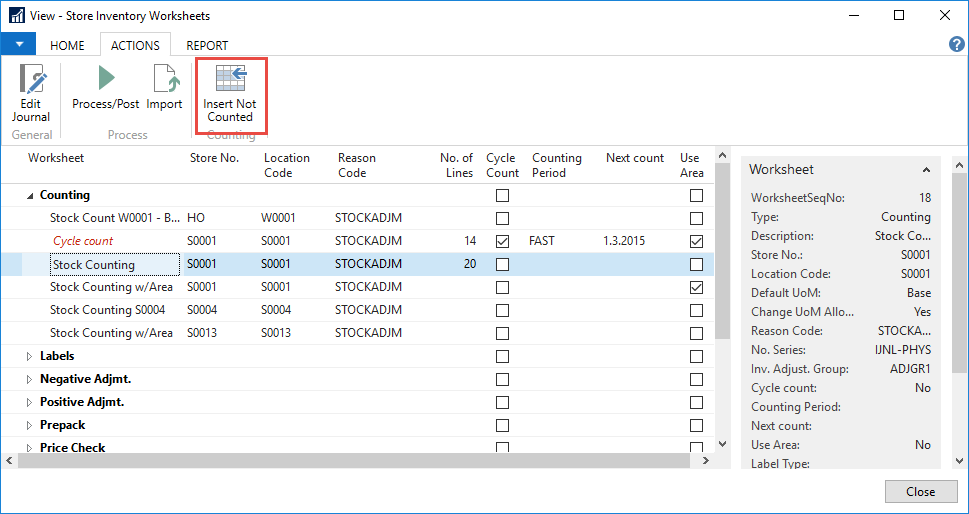 View - Store Inventory Worksheets
HOME ACTIONS REPORT ?
Edit Journal Process/Post Import Insert Not Counted
General Process Counting
Worksheet Store No. Location Code Reason Code No. of Lines Cycle Count Counting Period Next count Use Area
Counting
Stock Count W0001 - B... HO W0001 STOCKADJM
Cycle count S0001 S0001 STOCKADJM 14 FAST 1.3.2015
Stock Counting S0001 S0001 STOCKADJM 20
Stock Counting w/Area S0001 S0001 STOCKADJM
Stock Counting S0004 S0004 S0004 STOCKADJM
Stock Counting w/Area S0013 S0013 STOCKADJM
Labels
Negative Adjmt.
Positive Adjmt.
Prepack
Price Check
Worksheet
WorksheetSeqNo: 18
Type: Counting
Description: Stock Co...
Store No.: S0001
Location Code: S0001
Default UoM: Base
Change UoM Allo... Yes
Reason Code: STOCKA...
No. Series: IJNL-PHYS
Inv. Adjust. Group: ADJGR1
Cycle count: No
Counting Period:
Next count:
Use Area: No
Label Type:
Close